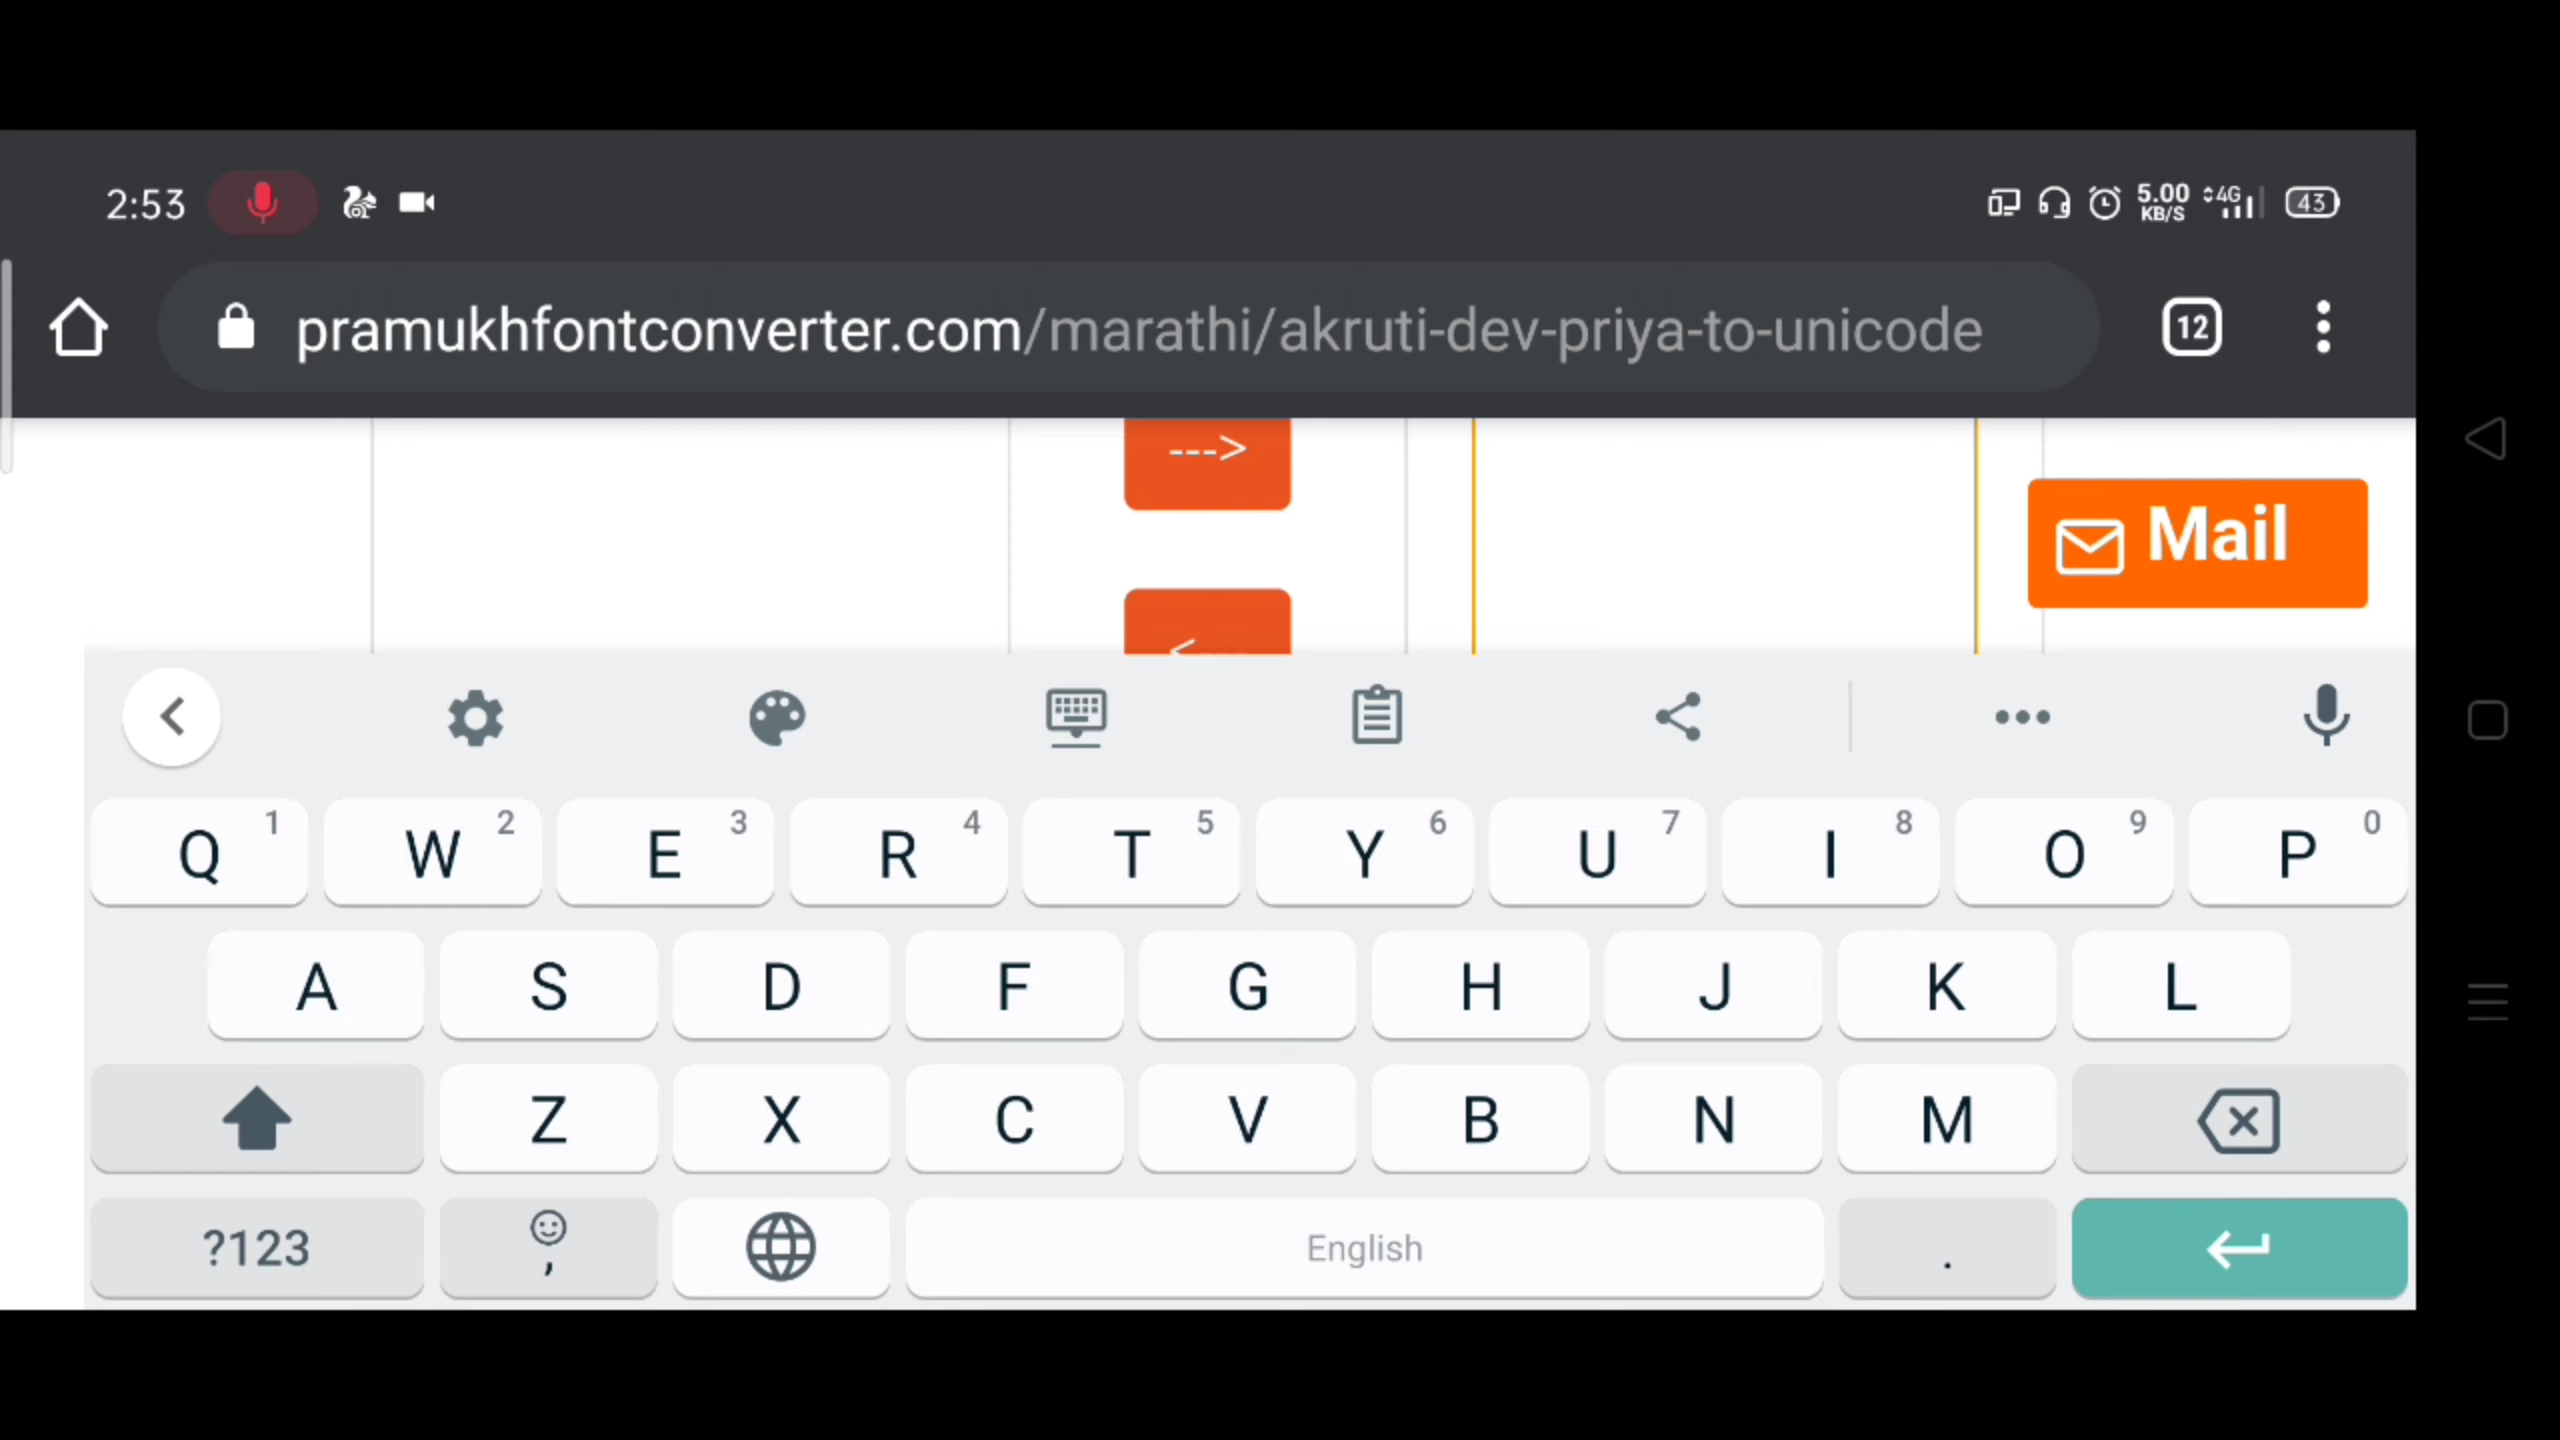 2:53 5.00 KB/S 4G 43
pramukhfontconverter.com/marathi/akruti-dev-priya-to-unicode 12
--->
Mail
<---
Q 1 W 2 E 3 R 4 T 5 Y 6 U 7 I 8 O 9 P 0
A S D F G H J K L
Z X C V B N M
?123 , English .